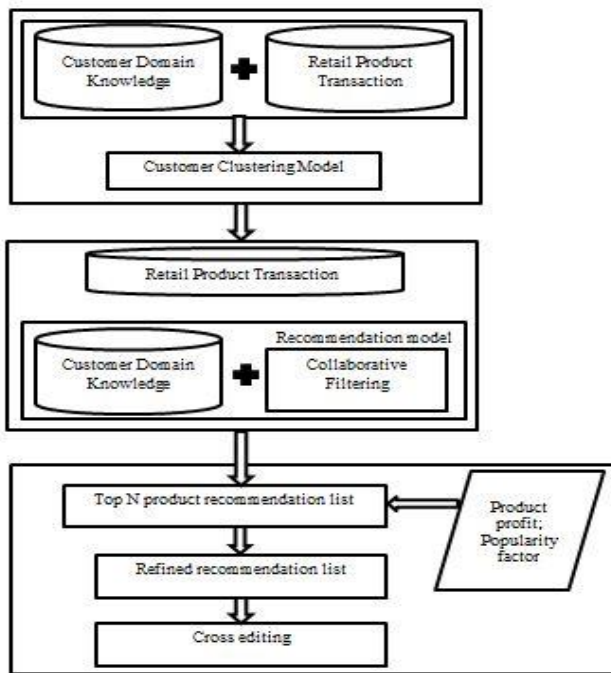 Customer Domain
Knowledge
Retail Product
Transaction
Customer Clustering Model
Retail Product Transaction
Recommendation model
Customer Domain
Knowledge
Collaborative
Filtering
Top N product recommendation list
Product
profit;
Popularity
factor
Refined recommendation list
Cross editing